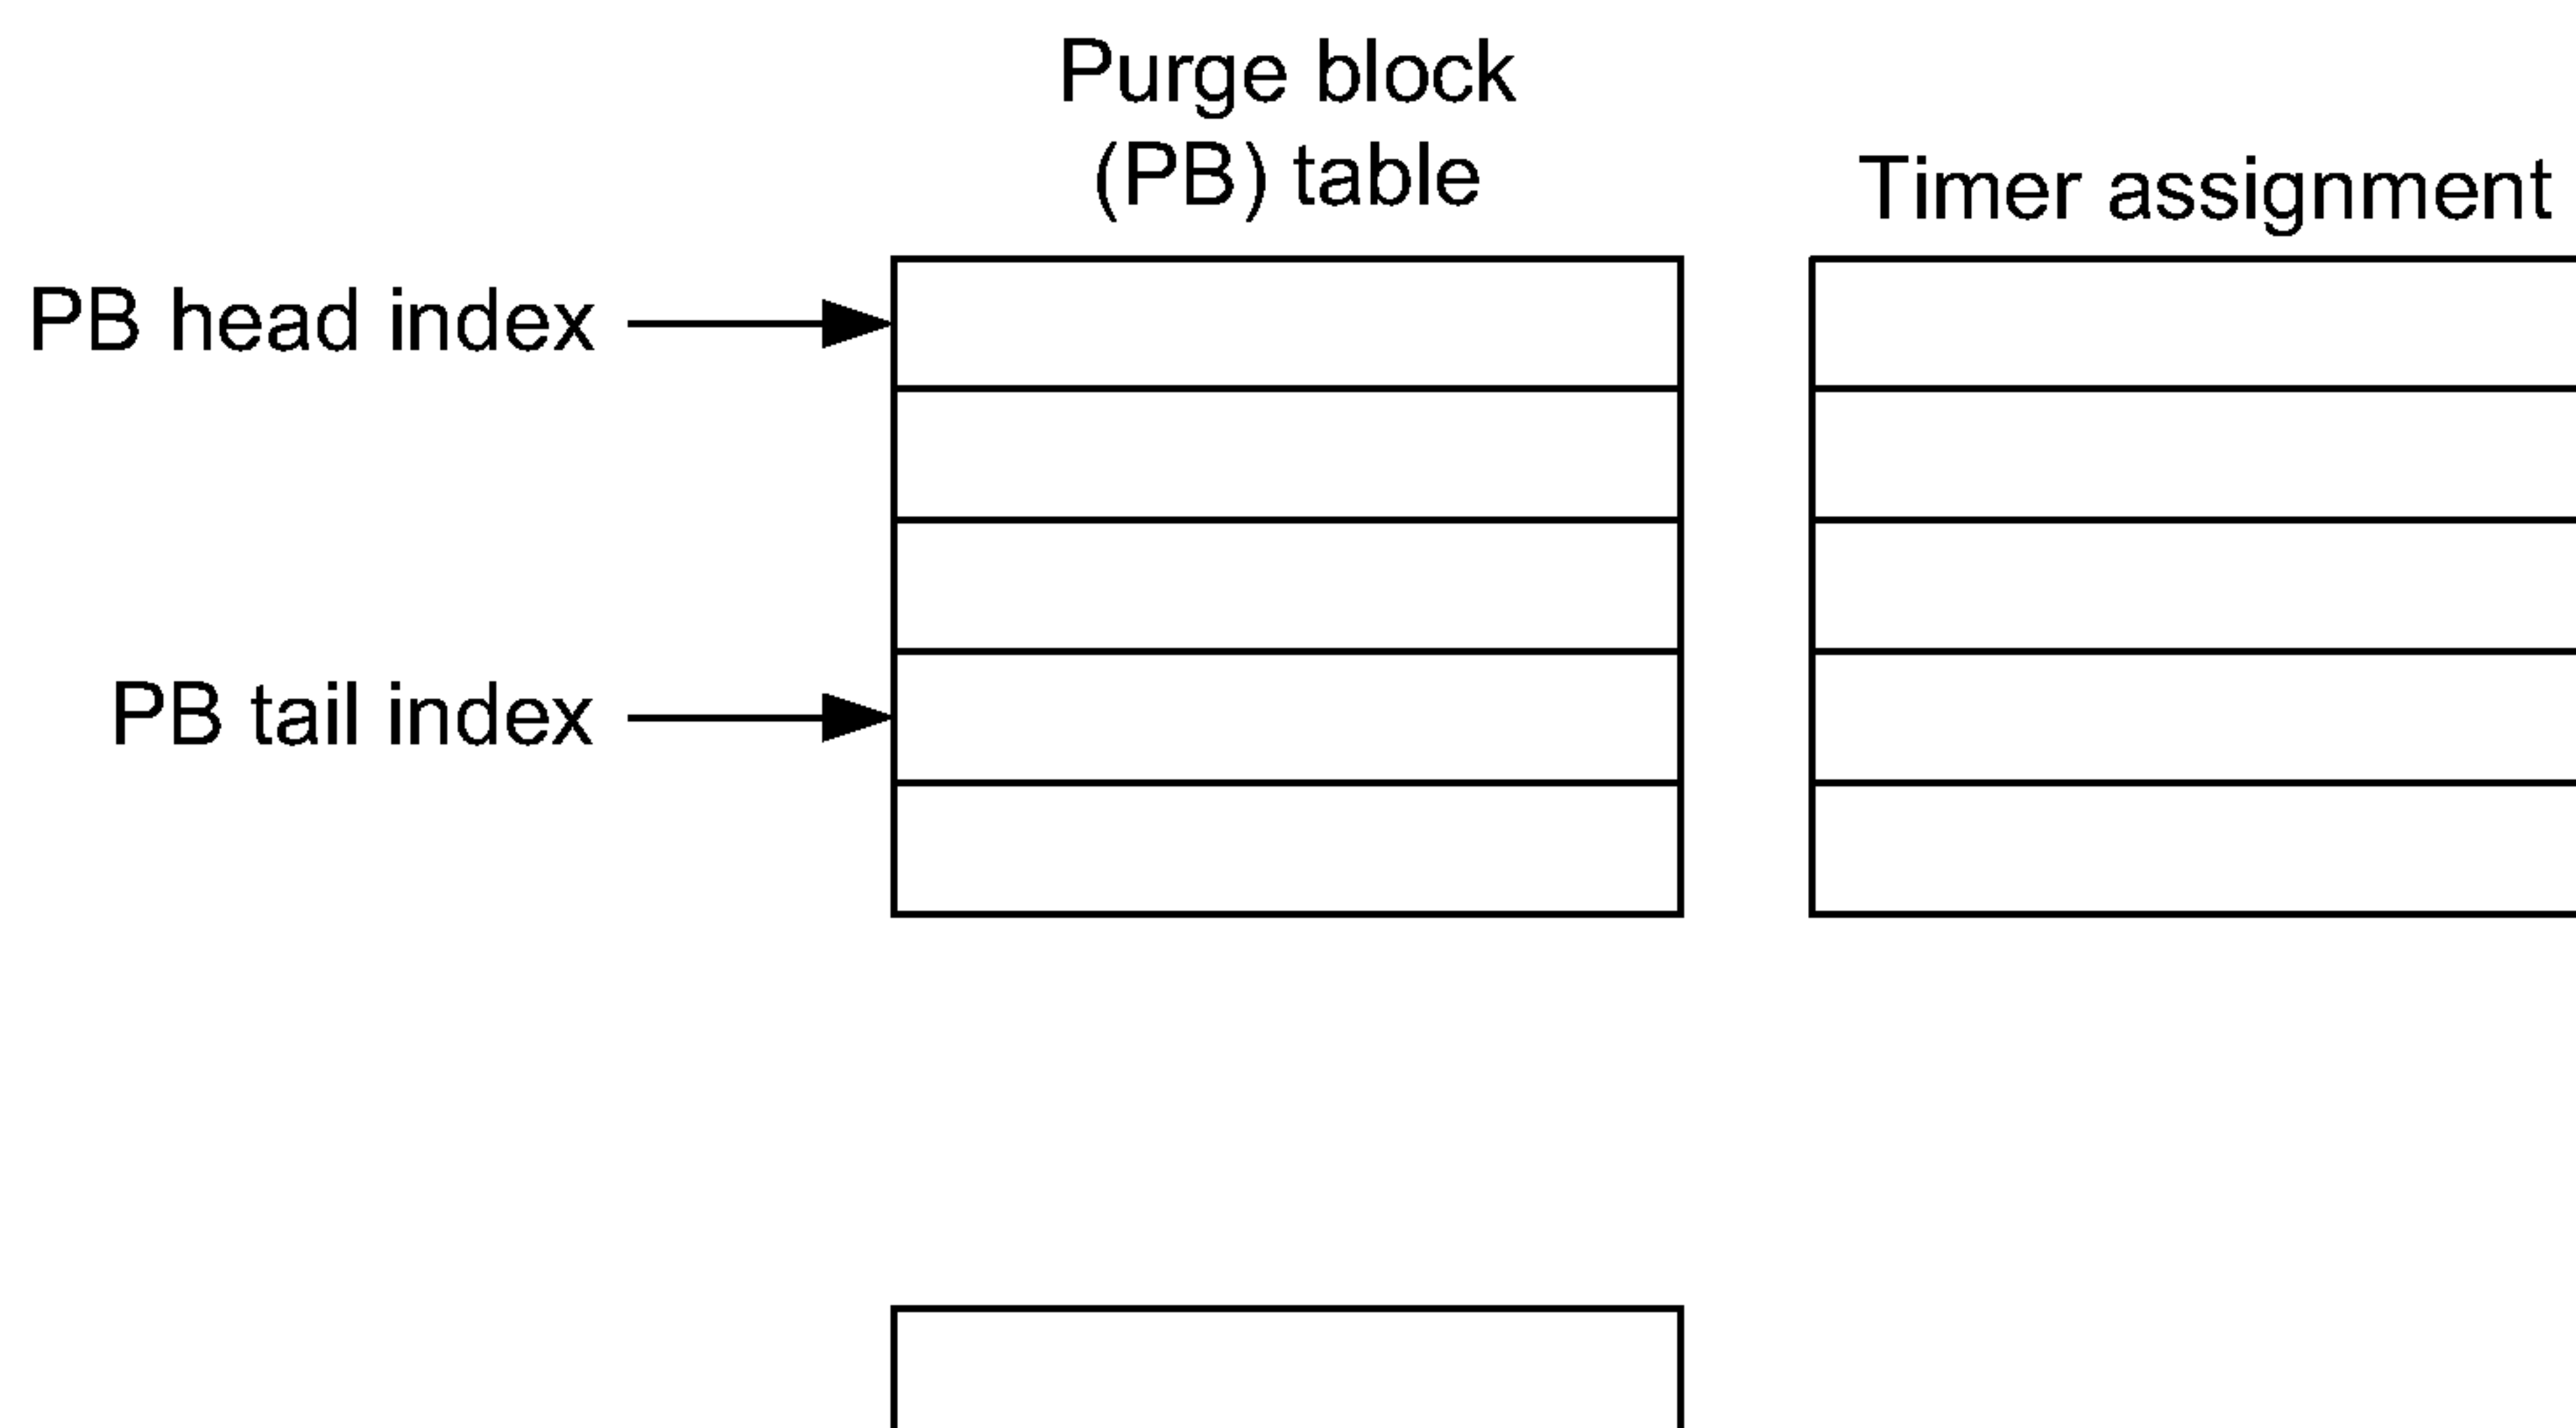 Purge block
(PB) table
Timer assignment
PB head index
PB tail index